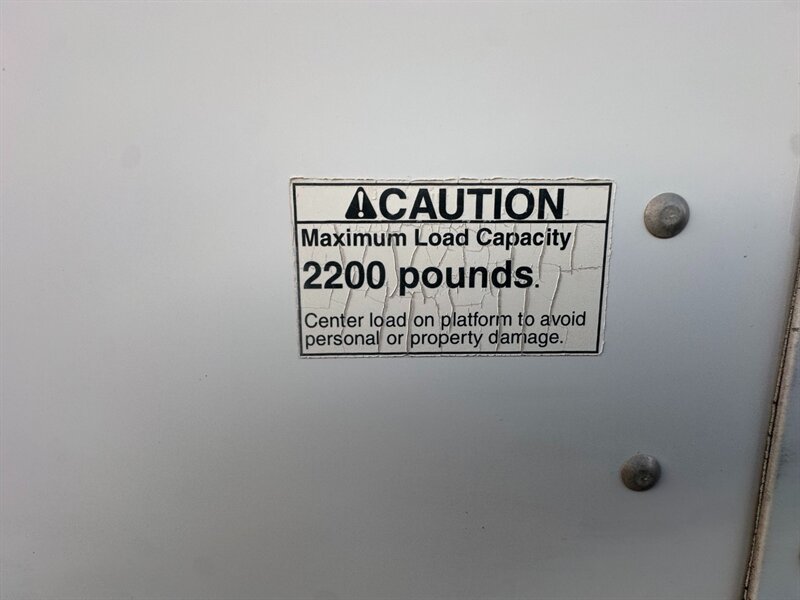 CAUTION
Maximum Load Capacity
2200 pounds.
Center load on platform to avoid
personal or property damage.